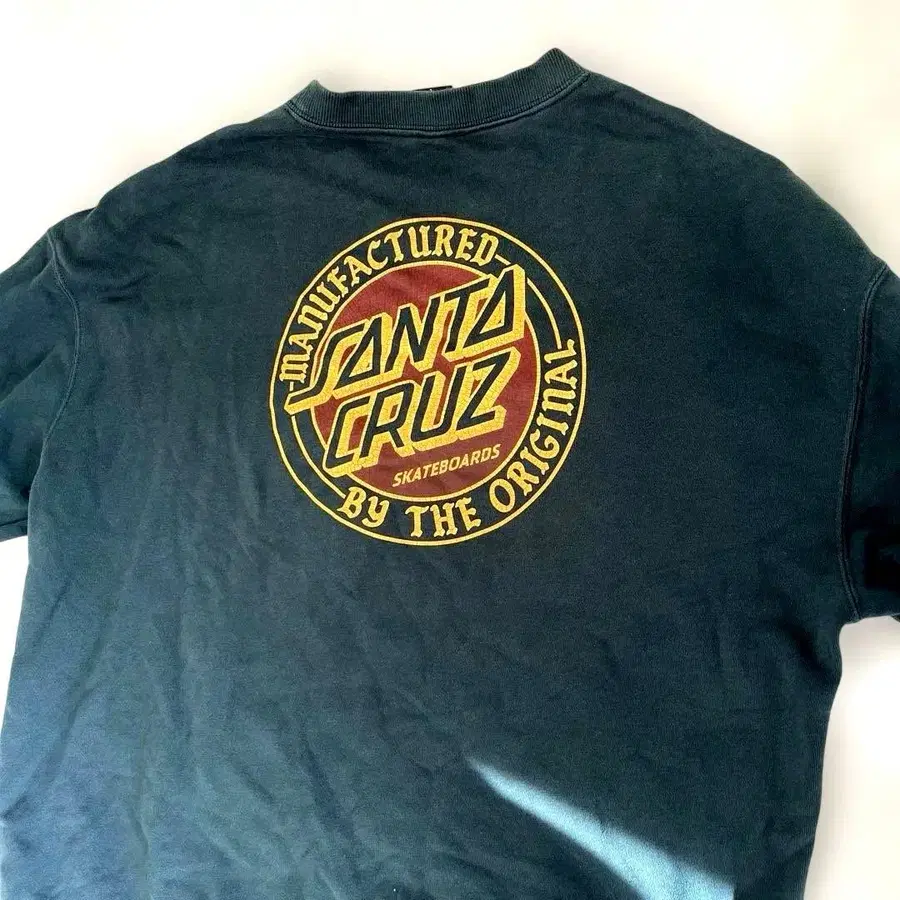 MANUFACTURED
SANTA
CRUZ
SKATEBOARDS
BY THE ORIGINAL